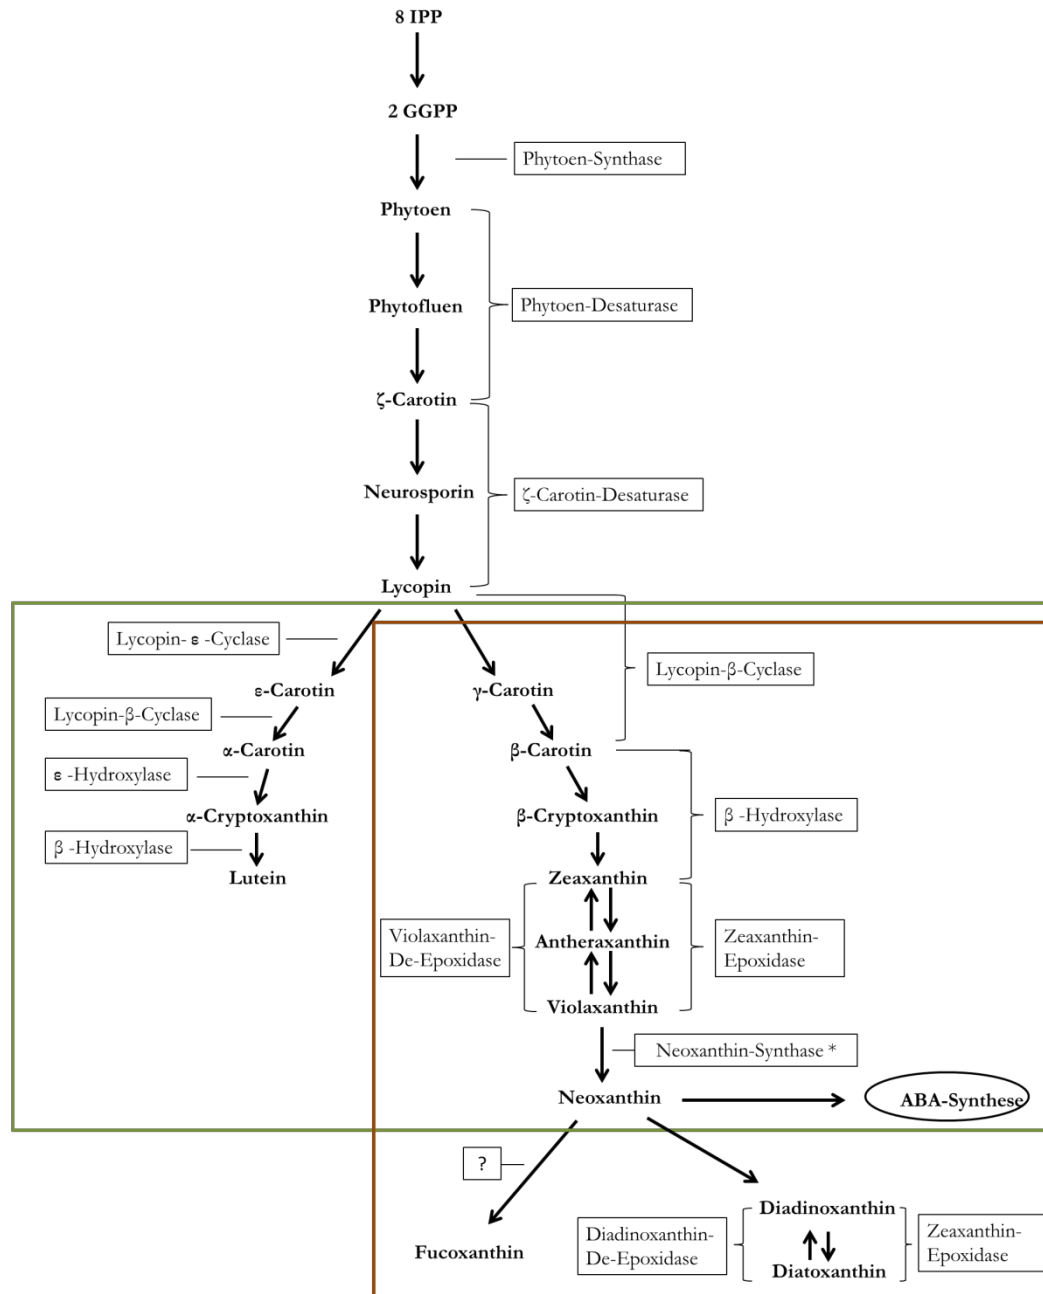 8 IPP
2 GGPP
Phytoen-Synthase
Phytoen
Phytofluen
Phytoen-Desaturase
ζ-Carotin
Neurosporin
ζ-Carotin-Desaturase
Lycopin
Lycopin- ε -Cyclase
Lycopin-β-Cyclase
ε-Carotin
γ-Carotin
Lycopin-β-Cyclase
α-Carotin
β-Carotin
ε -Hydroxylase
α-Cryptoxanthin
β-Cryptoxanthin
β -Hydroxylase
β -Hydroxylase
Lutein
Zeaxanthin
Violaxanthin-
De-Epoxidase
Antheraxanthin
Zeaxanthin-
Epoxidase
Violaxanthin
Neoxanthin-Synthase *
Neoxanthin
ABA-Synthese
?
Fucoxanthin
Diadinoxanthin-
De-Epoxidase
Diadinoxanthin
Diatoxanthin
Zeaxanthin-
Epoxidase